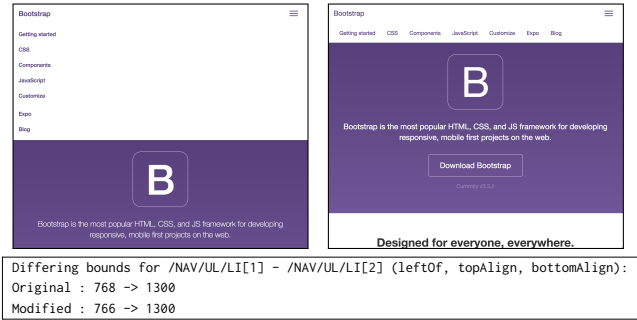 Bootstrap
Getting started
CSS
Components
JavaScript
Customize
Expo
Blog
B
Bootstrap is the most popular HTML, CSS, and JS framework for developing
responsive, mobile first projects on the web.
Bootstrap
Getting started CSS Components JavaScript Customize Expo Blog
B
Bootstrap is the most popular HTML, CSS, and JS framework for developing
responsive, mobile first projects on the web.
Download Bootstrap
Currently v3.3.2
Designed for everyone, everywhere.
Differing bounds for /NAV/UL/LI[1] – /NAV/UL/LI[2] (leftOf, topAlign, bottomAlign):
Original : 768 -> 1300
Modified : 766 -> 1300